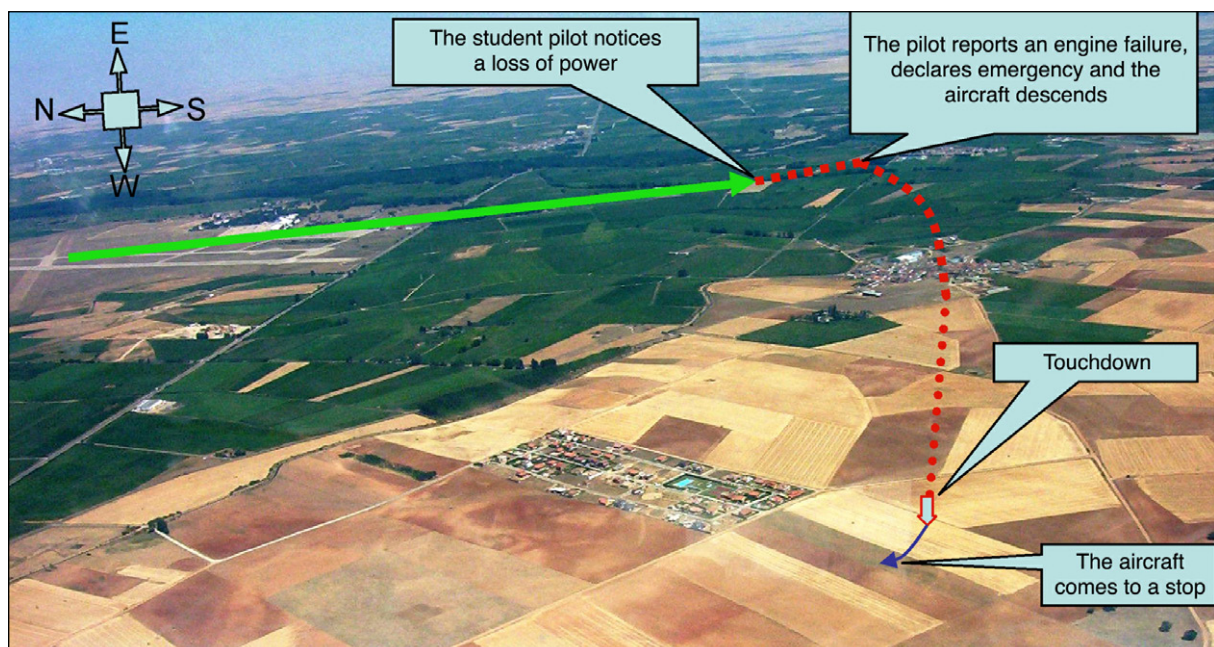 E
N
S
W
The student pilot notices
a loss of power
The pilot reports an engine failure,
declares emergency and the
aircraft descends
Touchdown
The aircraft
comes to a stop